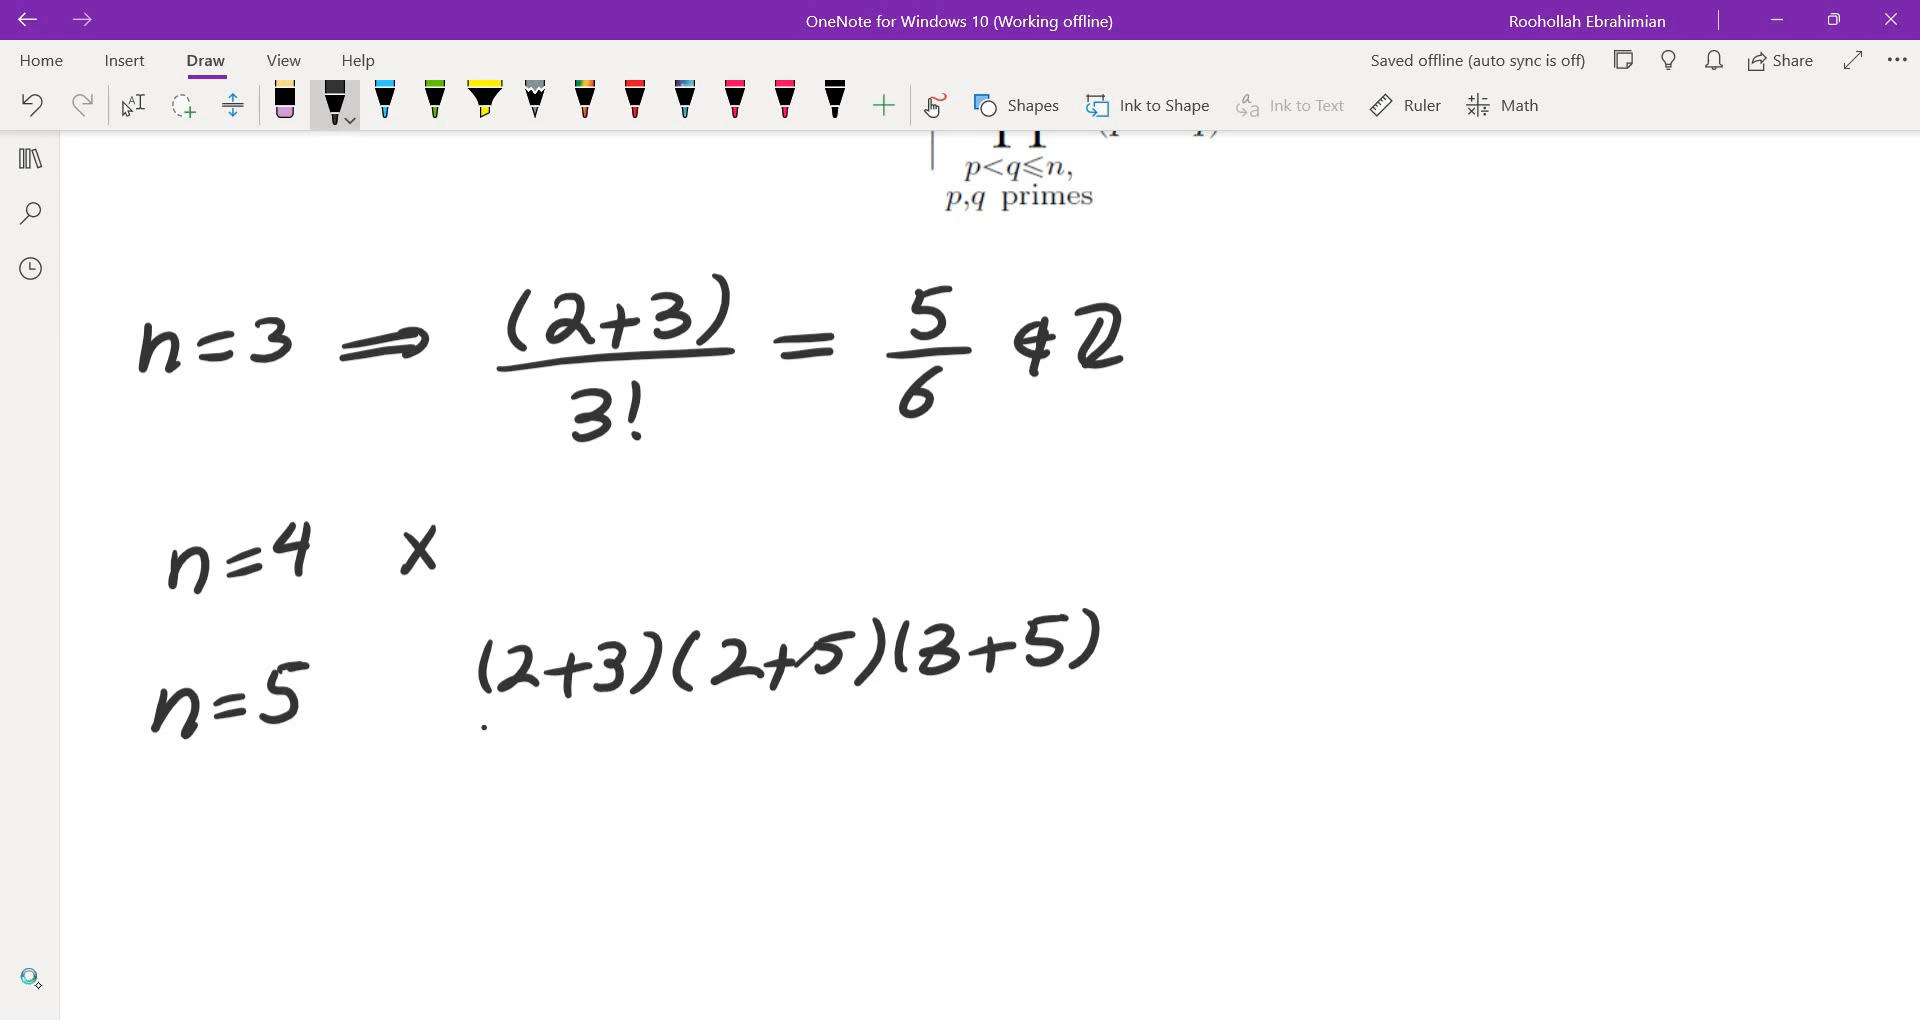 OneNote for Windows 10 (Working offline)
Roohollah Ebrahimian
Home Insert Draw View Help
Saved offline (auto sync is off) Share
Shapes Ink to Shape Ink to Text Ruler Math
p<q⩽n,
p,q primes
n=3 ⟹ (2+3)/3! = 5/6 ∉ ℤ
n=4 ×
n=5 (2+3)(2+5)(3+5)